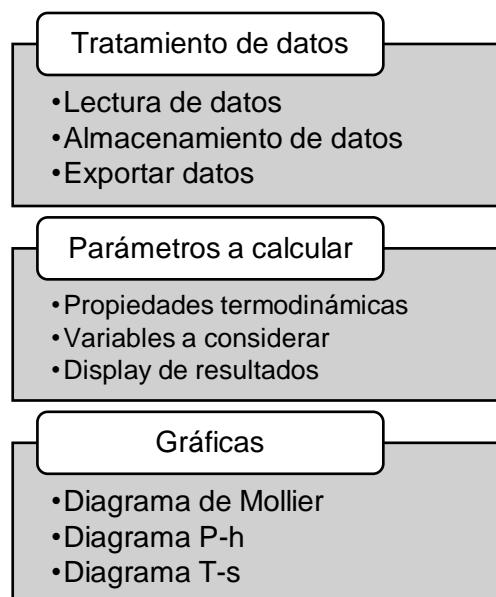 Tratamiento de datos
•Lectura de datos
•Almacenamiento de datos
•Exportar datos
Parámetros a calcular
•Propiedades termodinámicas
•Variables a considerar
•Display de resultados
Gráficas
•Diagrama de Mollier
•Diagrama P-h
•Diagrama T-s